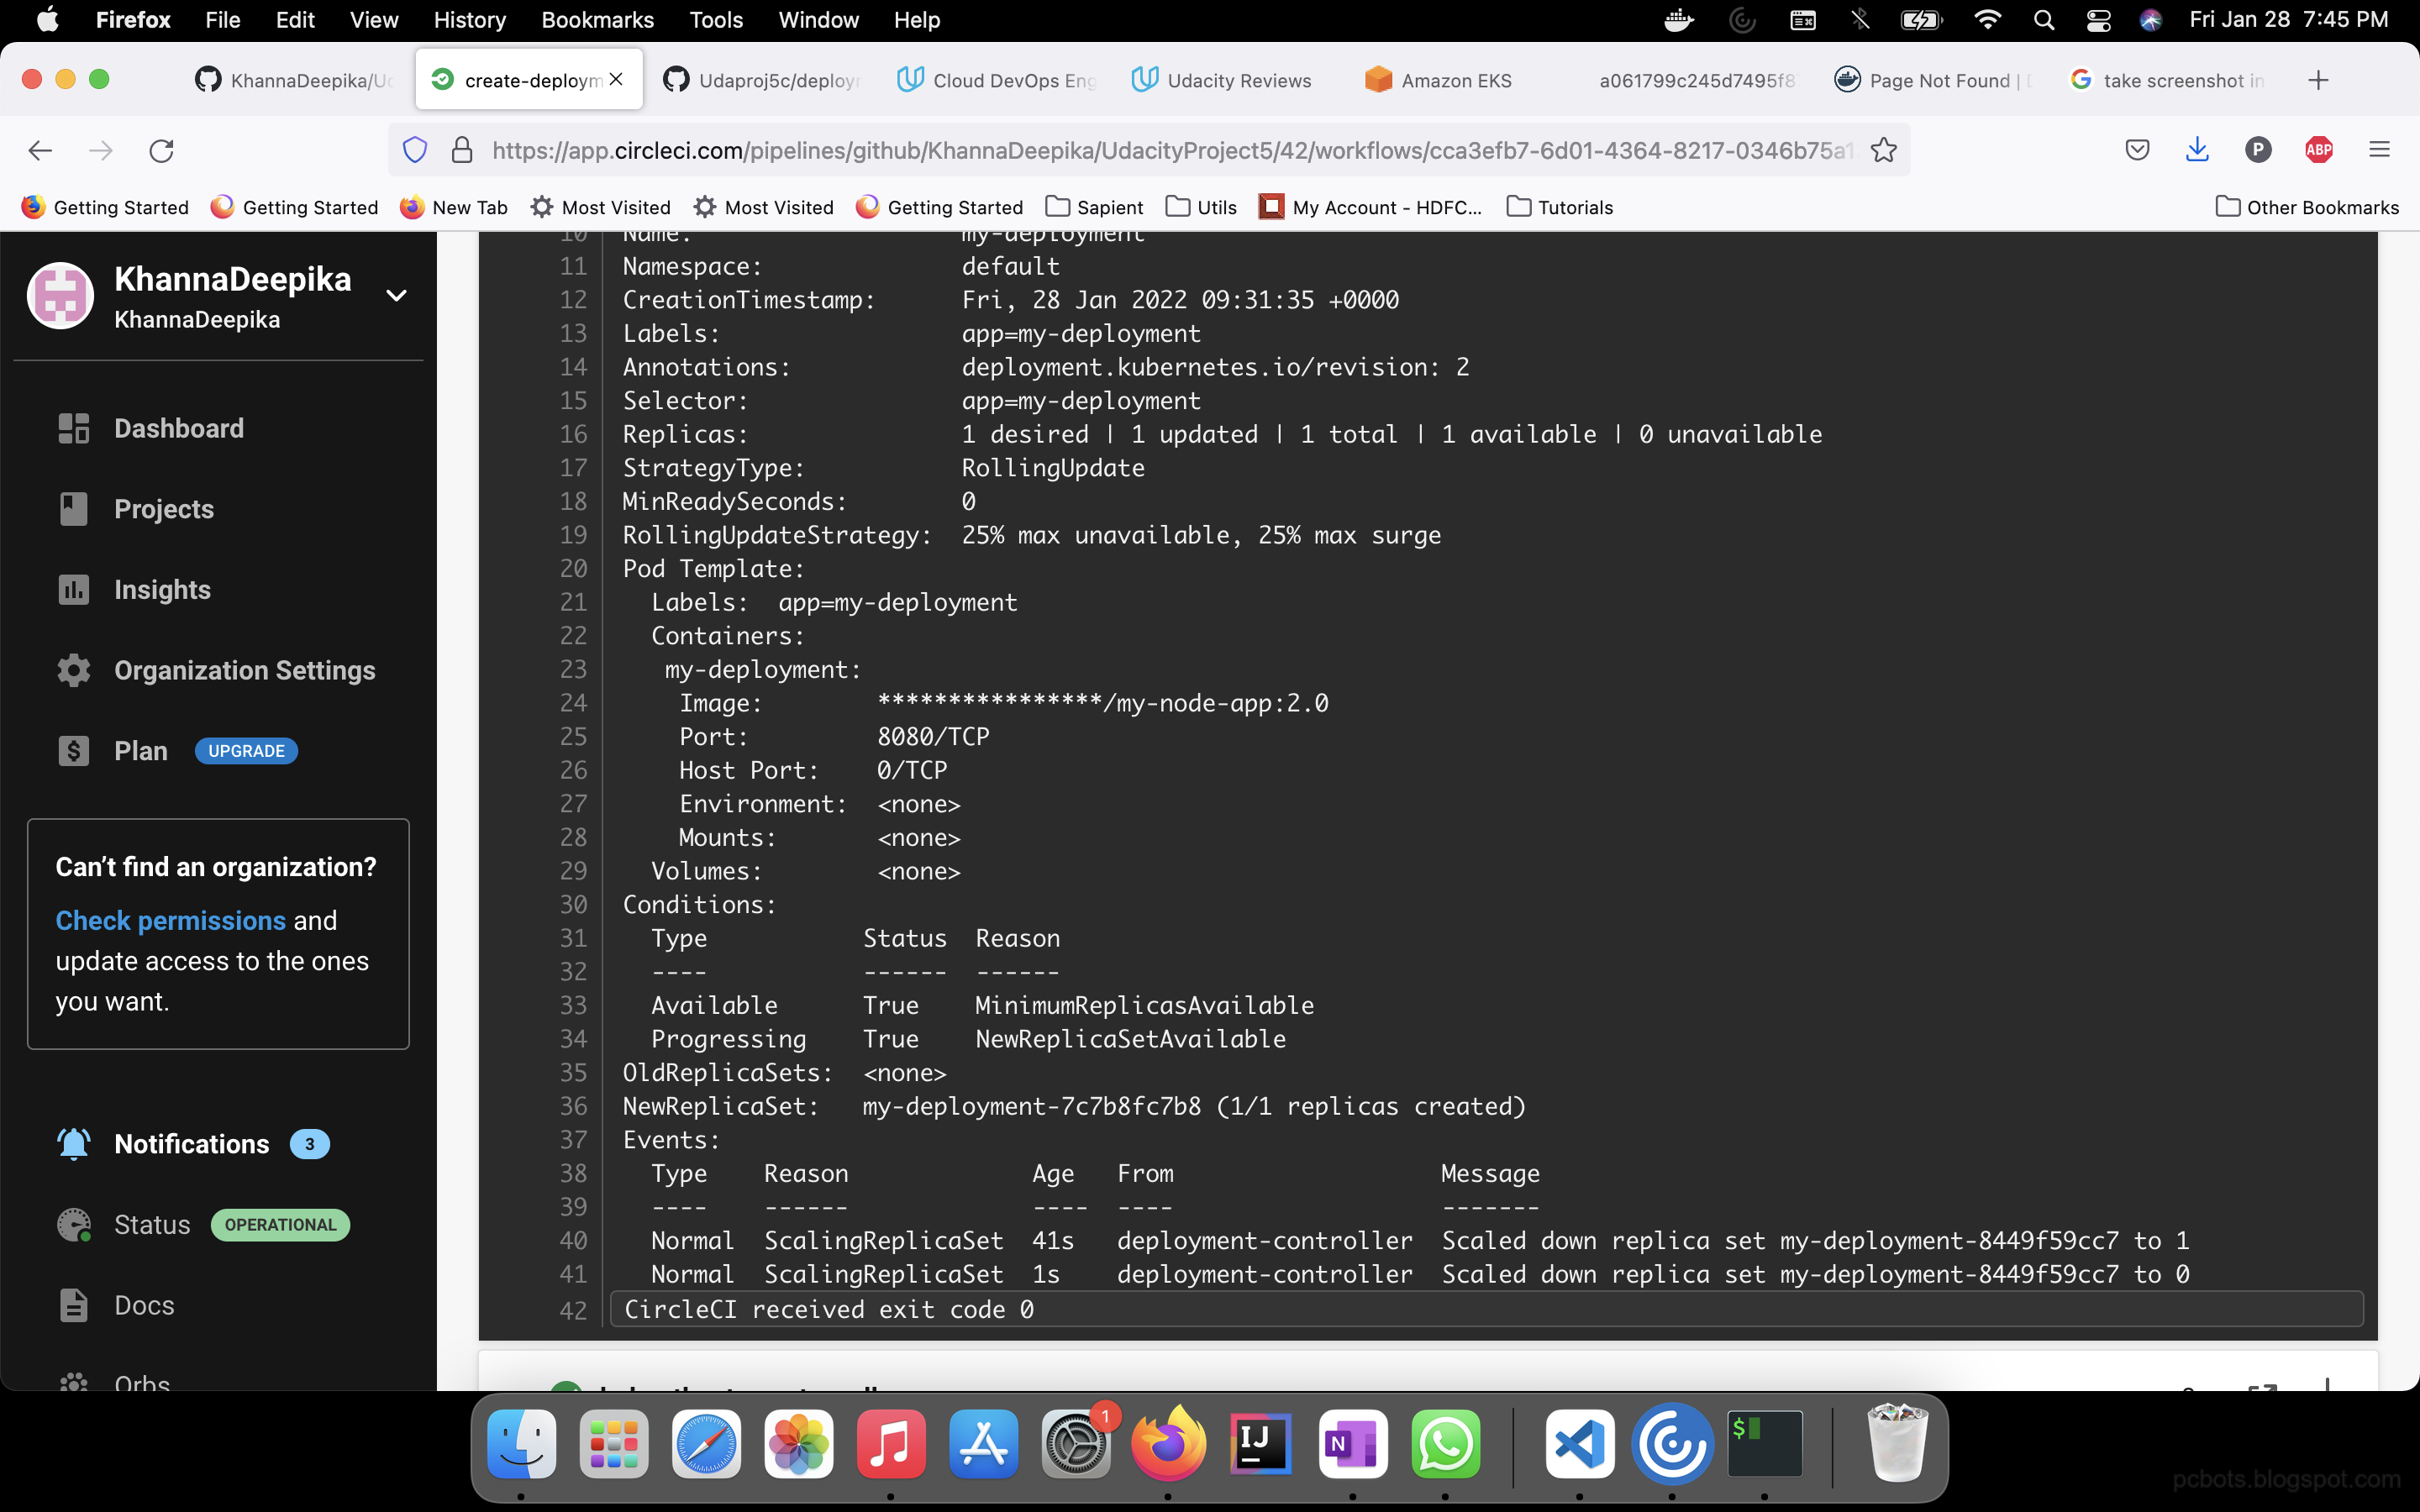 Firefox File Edit View History Bookmarks Tools Window Help Fri Jan 28 7:45 PM
KhannaDeepika/Uc create-deploym Udaproj5c/deployr Cloud DevOps Eng Udacity Reviews Amazon EKS a061799c245d7495f8 Page Not Found | take screenshot in
https://app.circleci.com/pipelines/github/KhannaDeepika/UdacityProject5/42/workflows/cca3efb7-6d01-4364-8217-0346b75a1 P ABP
Getting Started Getting Started New Tab Most Visited Most Visited Getting Started Sapient Utils My Account - HDFC... Tutorials Other Bookmarks
KhannaDeepika
KhannaDeepika
Dashboard
Projects
Insights
Organization Settings
Plan UPGRADE
Can't find an organization?
Check permissions and
update access to the ones
you want.
Notifications 3
Status OPERATIONAL
Docs
Orbs
10 Name: my-deployment
11 Namespace: default
12 CreationTimestamp: Fri, 28 Jan 2022 09:31:35 +0000
13 Labels: app=my-deployment
14 Annotations: deployment.kubernetes.io/revision: 2
15 Selector: app=my-deployment
16 Replicas: 1 desired | 1 updated | 1 total | 1 available | 0 unavailable
17 StrategyType: RollingUpdate
18 MinReadySeconds: 0
19 RollingUpdateStrategy: 25% max unavailable, 25% max surge
20 Pod Template:
21 Labels: app=my-deployment
22 Containers:
23 my-deployment:
24 Image: ****************/my-node-app:2.0
25 Port: 8080/TCP
26 Host Port: 0/TCP
27 Environment: <none>
28 Mounts: <none>
29 Volumes: <none>
30 Conditions:
31 Type Status Reason
32 ---- ------ ------
33 Available True MinimumReplicasAvailable
34 Progressing True NewReplicaSetAvailable
35 OldReplicaSets: <none>
36 NewReplicaSet: my-deployment-7c7b8fc7b8 (1/1 replicas created)
37 Events:
38 Type Reason Age From Message
39 ---- ------ ---- ---- -------
40 Normal ScalingReplicaSet 41s deployment-controller Scaled down replica set my-deployment-8449f59cc7 to 1
41 Normal ScalingReplicaSet 1s deployment-controller Scaled down replica set my-deployment-8449f59cc7 to 0
42 CircleCI received exit code 0
1
IJ
N
$
pcbots.blogspot.com